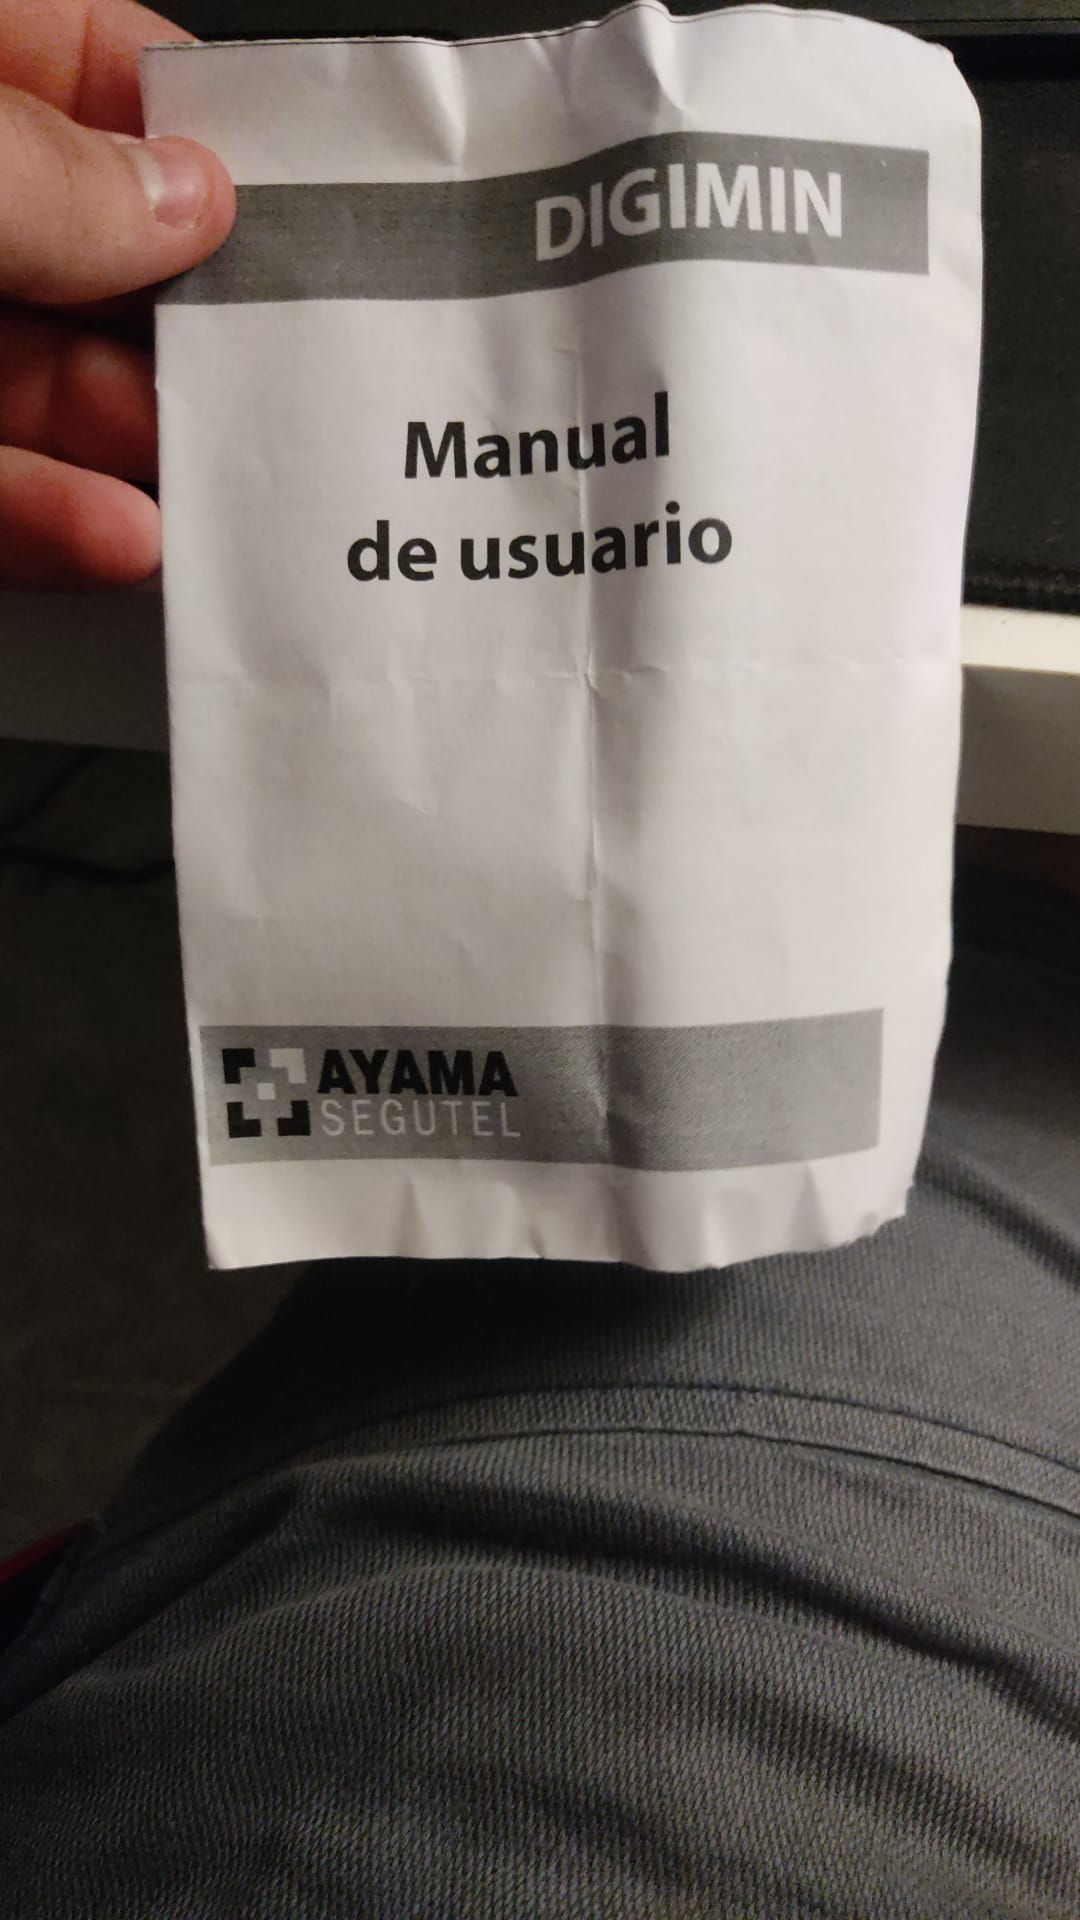 DIGIMIN
Manual
de usuario
AYAMA
SEGUTEL